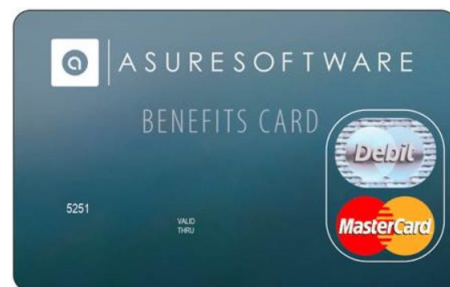 a | ASURESOFTWARE
BENEFITS CARD
Debit
5251
VALID
THRU
MasterCard